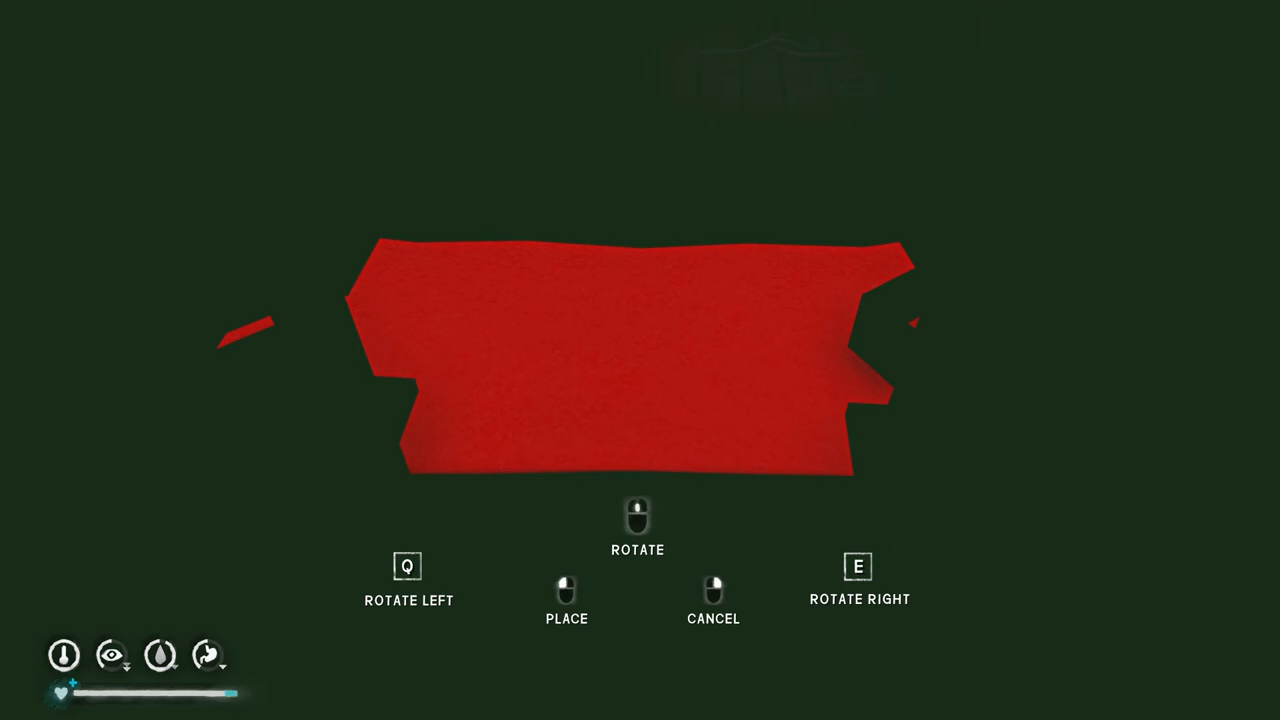 ROTATE
Q
E
ROTATE LEFT
PLACE
CANCEL
ROTATE RIGHT